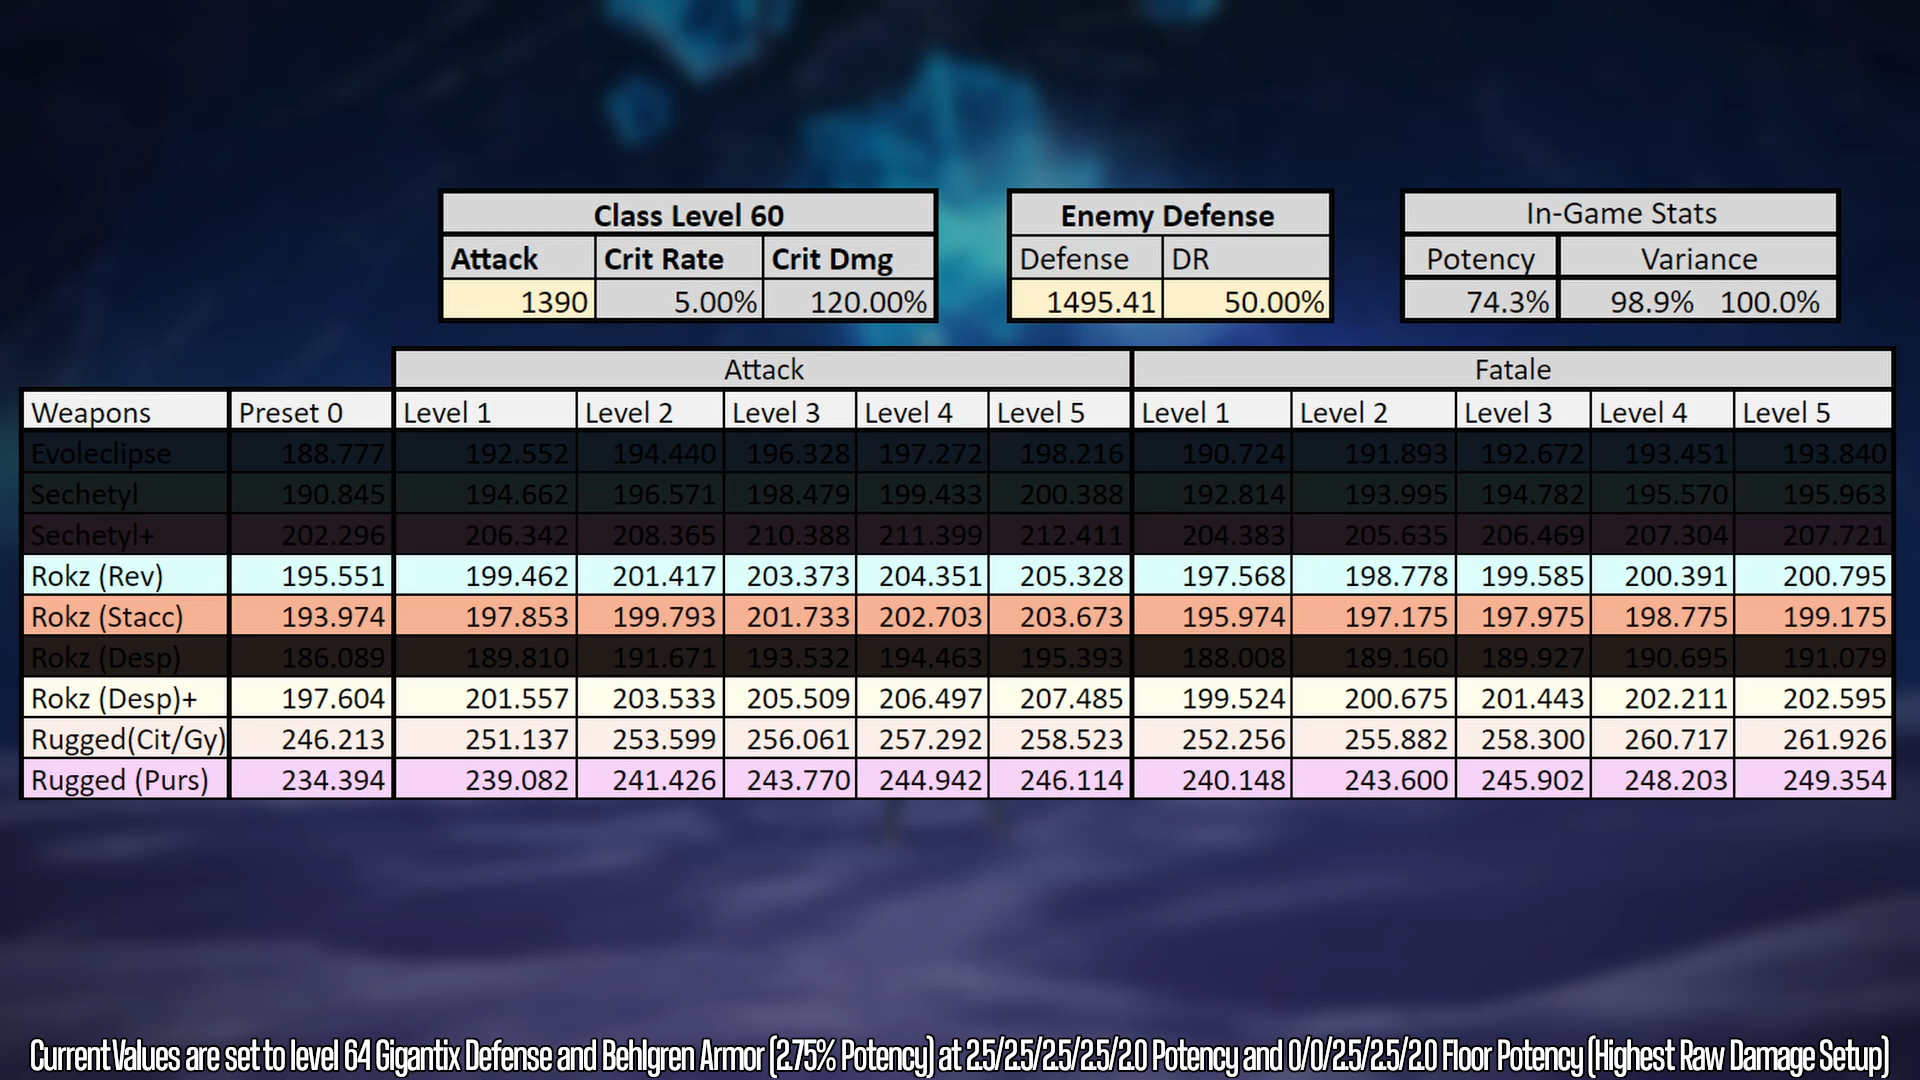 Class Level 60
Attack Crit Rate Crit Dmg
1390 5.00% 120.00%
Enemy Defense
Defense DR
1495.41 50.00%
In-Game Stats
Potency Variance
74.3% 98.9% 100.0%
Attack Fatale
Weapons Preset 0 Level 1 Level 2 Level 3 Level 4 Level 5 Level 1 Level 2 Level 3 Level 4 Level 5
Evoleclipse 188.777 192.552 194.440 196.328 197.272 198.216 190.724 191.893 192.672 193.451 193.840
Sechetyl 190.845 194.662 196.571 198.479 199.433 200.388 192.814 193.995 194.782 195.570 195.963
Sechetyl+ 202.296 206.342 208.365 210.388 211.399 212.411 204.383 205.635 206.469 207.304 207.721
Rokz (Rev) 195.551 199.462 201.417 203.373 204.351 205.328 197.568 198.778 199.585 200.391 200.795
Rokz (Stacc) 193.974 197.853 199.793 201.733 202.703 203.673 195.974 197.175 197.975 198.775 199.175
Rokz (Desp) 186.089 189.810 191.671 193.532 194.463 195.393 188.008 189.160 189.927 190.695 191.079
Rokz (Desp)+ 197.604 201.557 203.533 205.509 206.497 207.485 199.524 200.675 201.443 202.211 202.595
Rugged(Cit/Gy) 246.213 251.137 253.599 256.061 257.292 258.523 252.256 255.882 258.300 260.717 261.926
Rugged (Purs) 234.394 239.082 241.426 243.770 244.942 246.114 240.148 243.600 245.902 248.203 249.354
Current Values are set to level 64 Gigantix Defense and Behlgren Armor (2.75% Potency) at 2.5/2.5/2.5/2.5/2.0 Potency and 0/0/2.5/2.5/2.0 Floor Potency (Highest Raw Damage Setup)